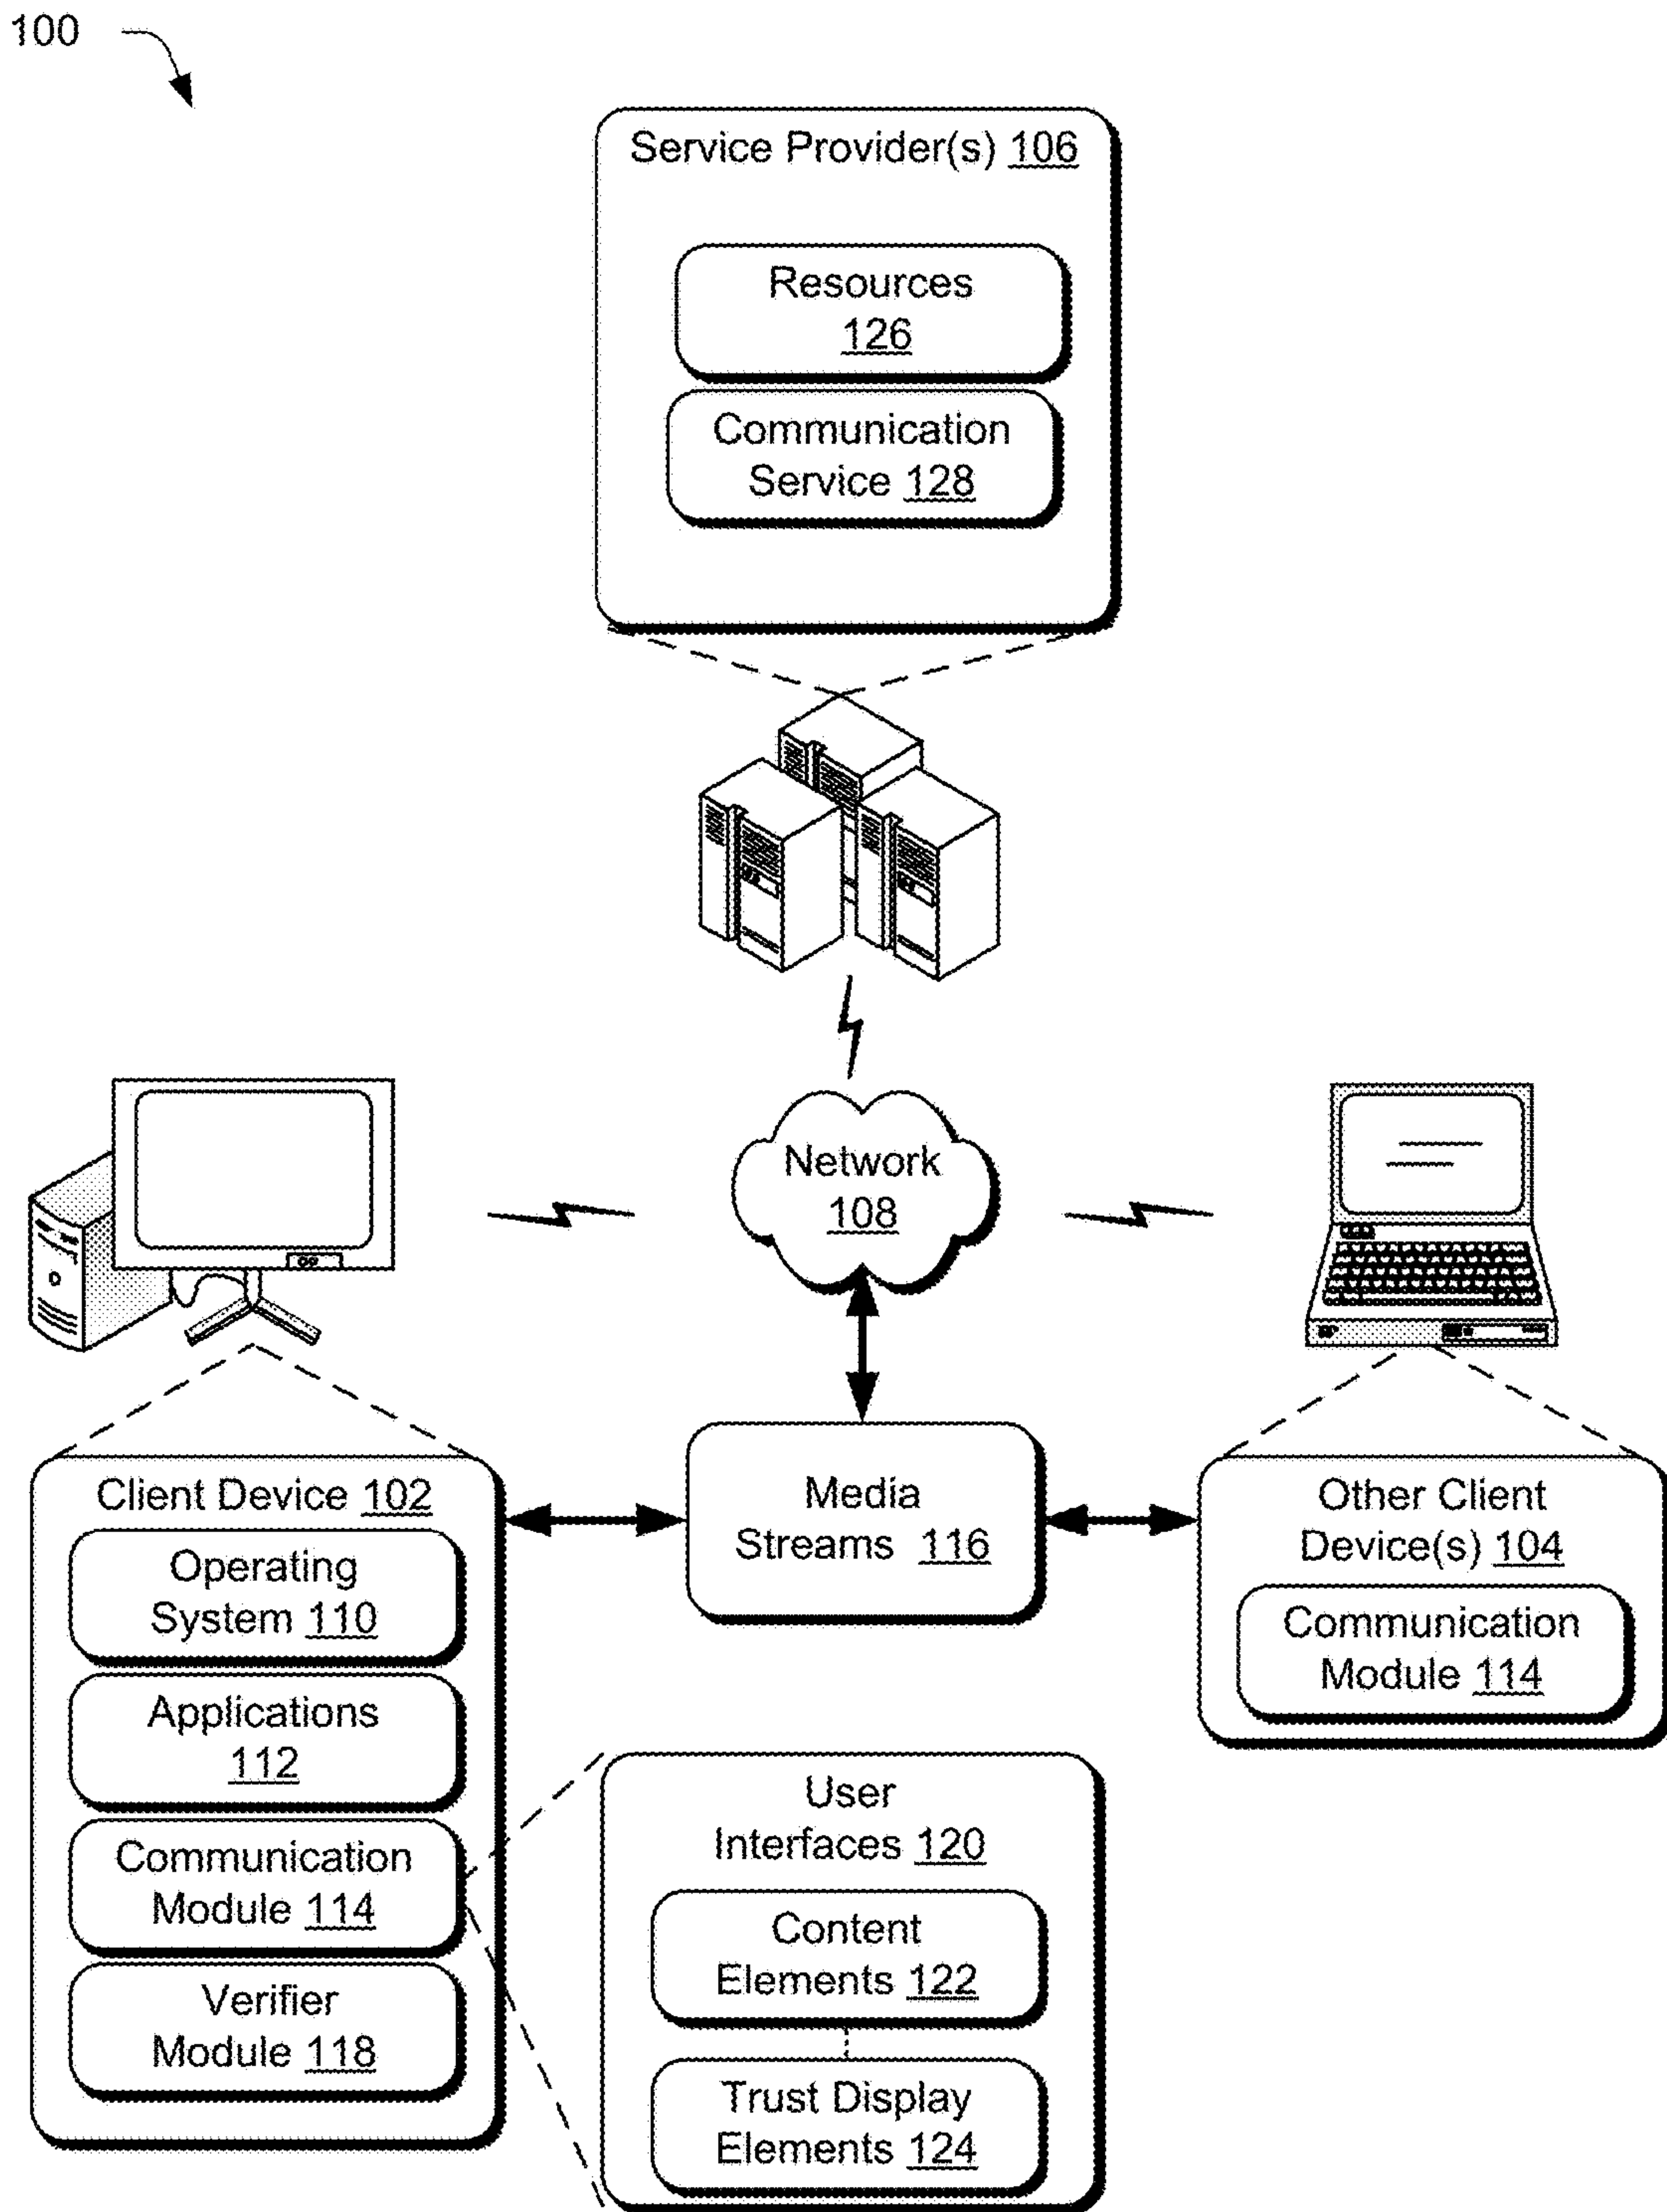 100
Service Provider(s) 106
Resources
126
Communication
Service 128
Network
108
Client Device 102
Operating
System 110
Applications
112
Communication
Module 114
Verifier
Module 118
Media
Streams 116
Other Client
Device(s) 104
Communication
Module 114
User
Interfaces 120
Content
Elements 122
Trust Display
Elements 124